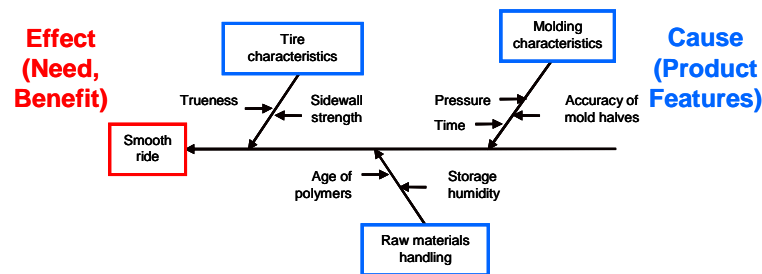 Effect
(Need,
Benefit)
Tire
characteristics
Molding
characteristics
Cause
(Product
Features)
Trueness
Sidewall
strength
Pressure
Time
Accuracy of
mold halves
Smooth
ride
Age of
polymers
Storage
humidity
Raw materials
handling